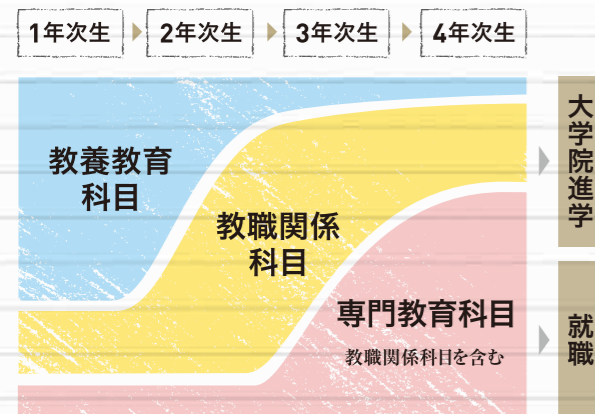 1年次生
2年次生
3年次生
4年次生
教養教育
科目
教職関係
科目
専門教育科目
教職関係科目を含む
大学院進学
就職